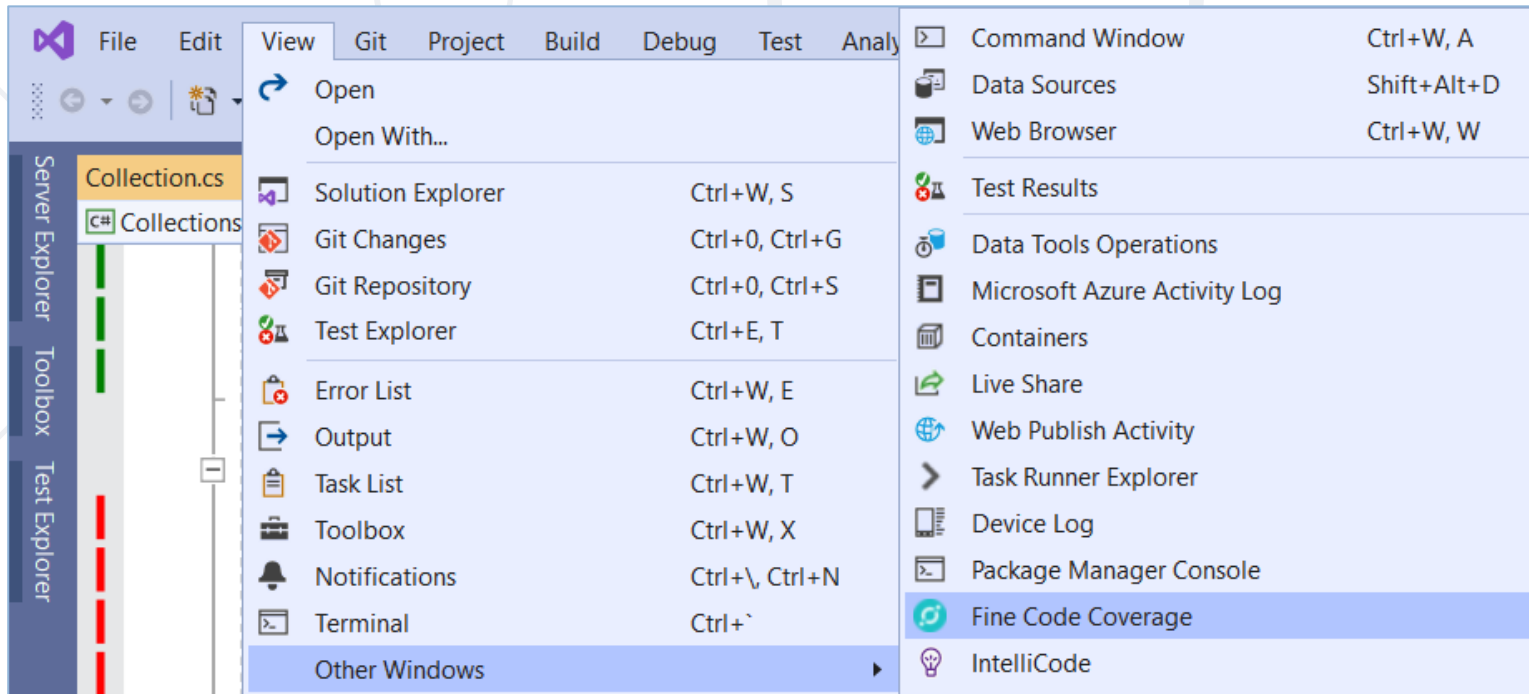 File Edit View Git Project Build Debug Test Analy
Open
Open With...
Solution Explorer Ctrl+W, S
Git Changes Ctrl+0, Ctrl+G
Git Repository Ctrl+0, Ctrl+S
Test Explorer Ctrl+E, T
Error List Ctrl+W, E
Output Ctrl+W, O
Task List Ctrl+W, T
Toolbox Ctrl+W, X
Notifications Ctrl+\, Ctrl+N
Terminal Ctrl+`
Other Windows
Command Window Ctrl+W, A
Data Sources Shift+Alt+D
Web Browser Ctrl+W, W
Test Results
Data Tools Operations
Microsoft Azure Activity Log
Containers
Live Share
Web Publish Activity
Task Runner Explorer
Device Log
Package Manager Console
Fine Code Coverage
IntelliCode
Server Explorer
Toolbox
Test Explorer
Collection.cs
C# Collections